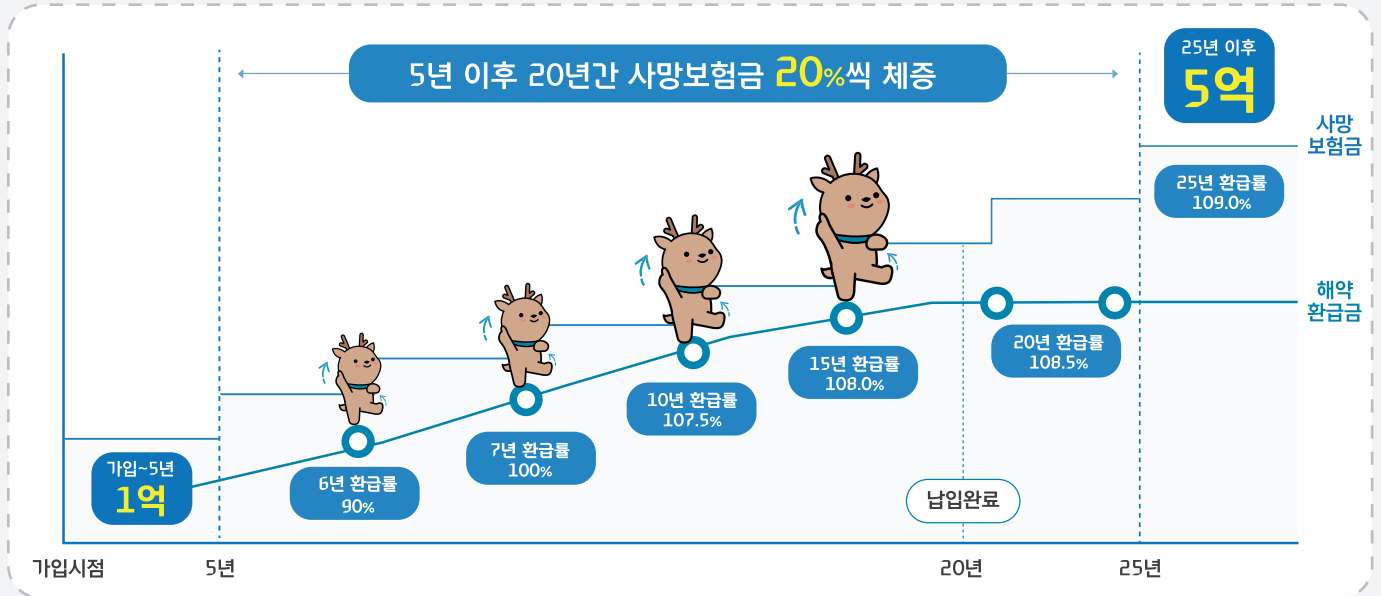 5년 이후 20년간 사망보험금 20%씩 체증
25년 이후
5억
사망
보험금
25년 환급률
109.0%
해약
환급금
20년 환급률
108.5%
15년 환급률
108.0%
10년 환급률
107.5%
7년 환급률
100%
6년 환급률
90%
가입~5년
1억
납입완료
가입시점
5년
20년
25년